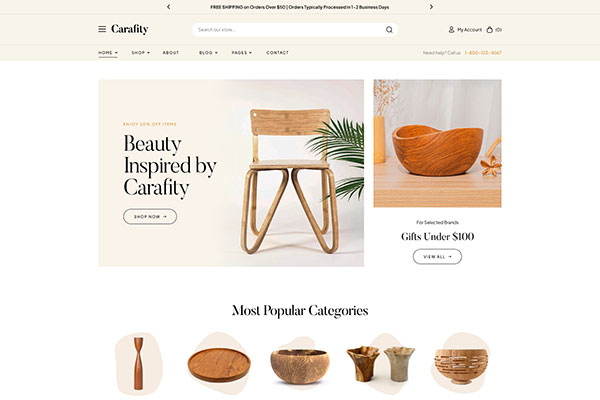 FREE SHIPPING on Orders Over $50 | Orders Typically Processed in 1-2 Business Days
Carafity
Search our store...
My Account
(0)
HOME
SHOP
ABOUT
BLOG
PAGES
CONTACT
Need help? Call us: 1-800-123-4567
ENJOY 20% OFF ITEMS
Beauty
Inspired by
Carafity
SHOP NOW →
For Selected Brands
Gifts Under $100
VIEW ALL →
Most Popular Categories